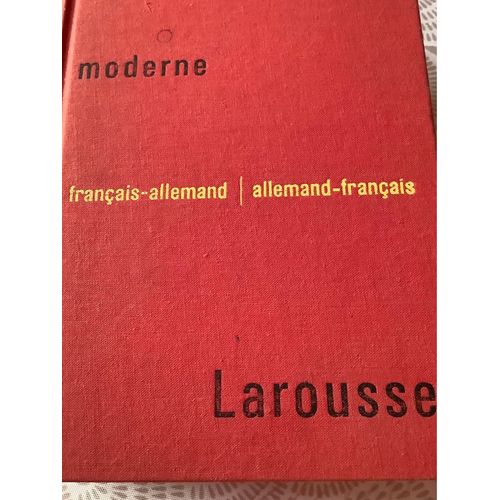 moderne
français-allemand | allemand-français
Larousse